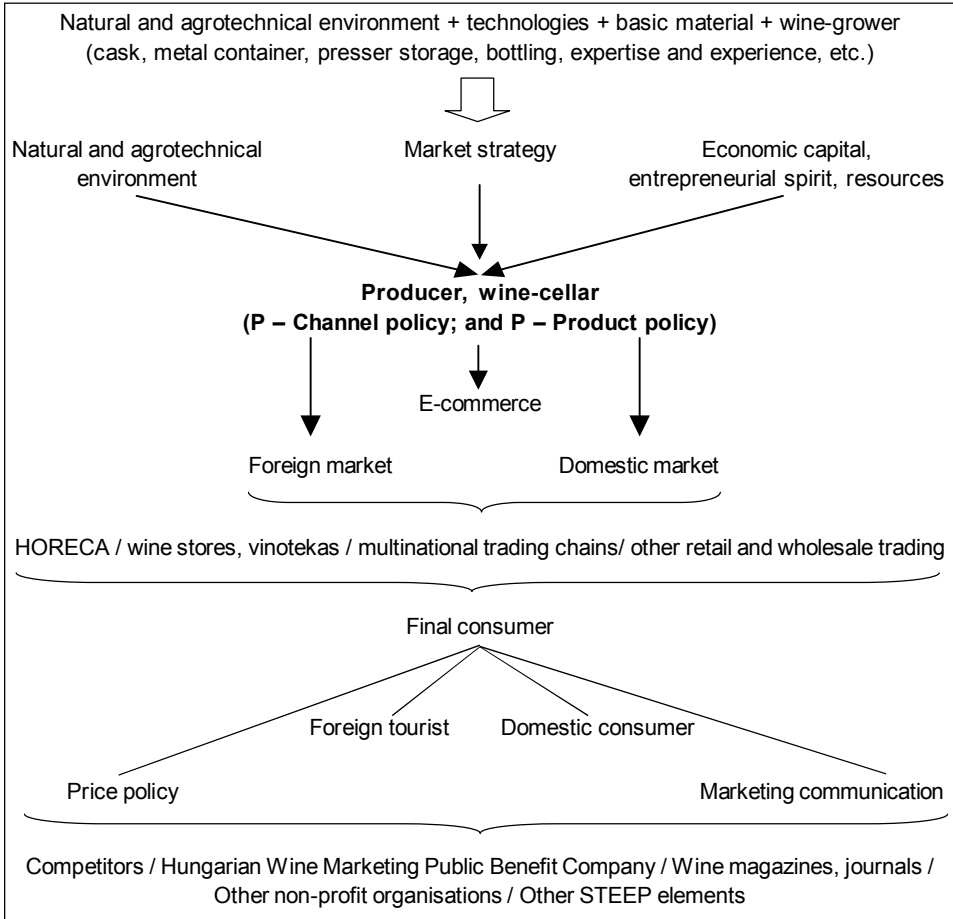 Natural and agrotechnical environment + technologies + basic material + wine-grower
(cask, metal container, presser storage, bottling, expertise and experience, etc.)
Natural and agrotechnical
environment
Market strategy
Economic capital,
entrepreneurial spirit, resources
Producer, wine-cellar
(P – Channel policy; and P – Product policy)
E-commerce
Foreign market
Domestic market
HORECA / wine stores, vinotekas / multinational trading chains/ other retail and wholesale trading
Final consumer
Foreign tourist
Domestic consumer
Price policy
Marketing communication
Competitors / Hungarian Wine Marketing Public Benefit Company / Wine magazines, journals /
Other non-profit organisations / Other STEEP elements